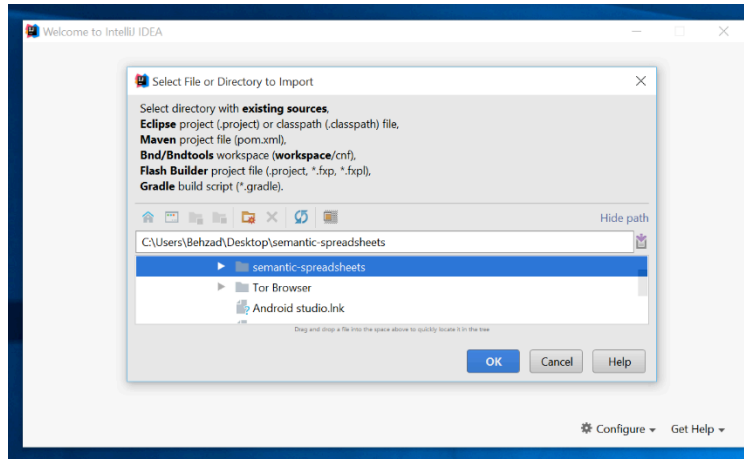 Welcome to IntelliJ IDEA
Select File or Directory to Import
Select directory with existing sources,
Eclipse project (.project) or classpath (.classpath) file,
Maven project file (pom.xml),
Bnd/Bndtools workspace (workspace/cnf),
Flash Builder project file (.project, *.fxp, *.fxpl),
Gradle build script (*.gradle).
Hide path
C:\Users\Behzad\Desktop\semantic-spreadsheets
semantic-spreadsheets
Tor Browser
Android studio.lnk
Drag and drop a file into the space above to quickly locate it in the tree
OK Cancel Help
Configure Get Help